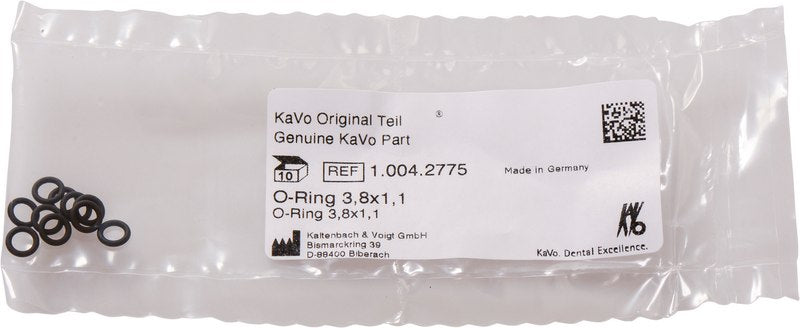 KaVo Original Teil ®
Genuine KaVo Part
10 REF 1.004.2775 Made in Germany
O-Ring 3,8x1,1
O-Ring 3,8x1,1
Kaltenbach & Voigt GmbH
Bismarckring 39
D-88400 Biberach
KaVo
KaVo. Dental Excellence.